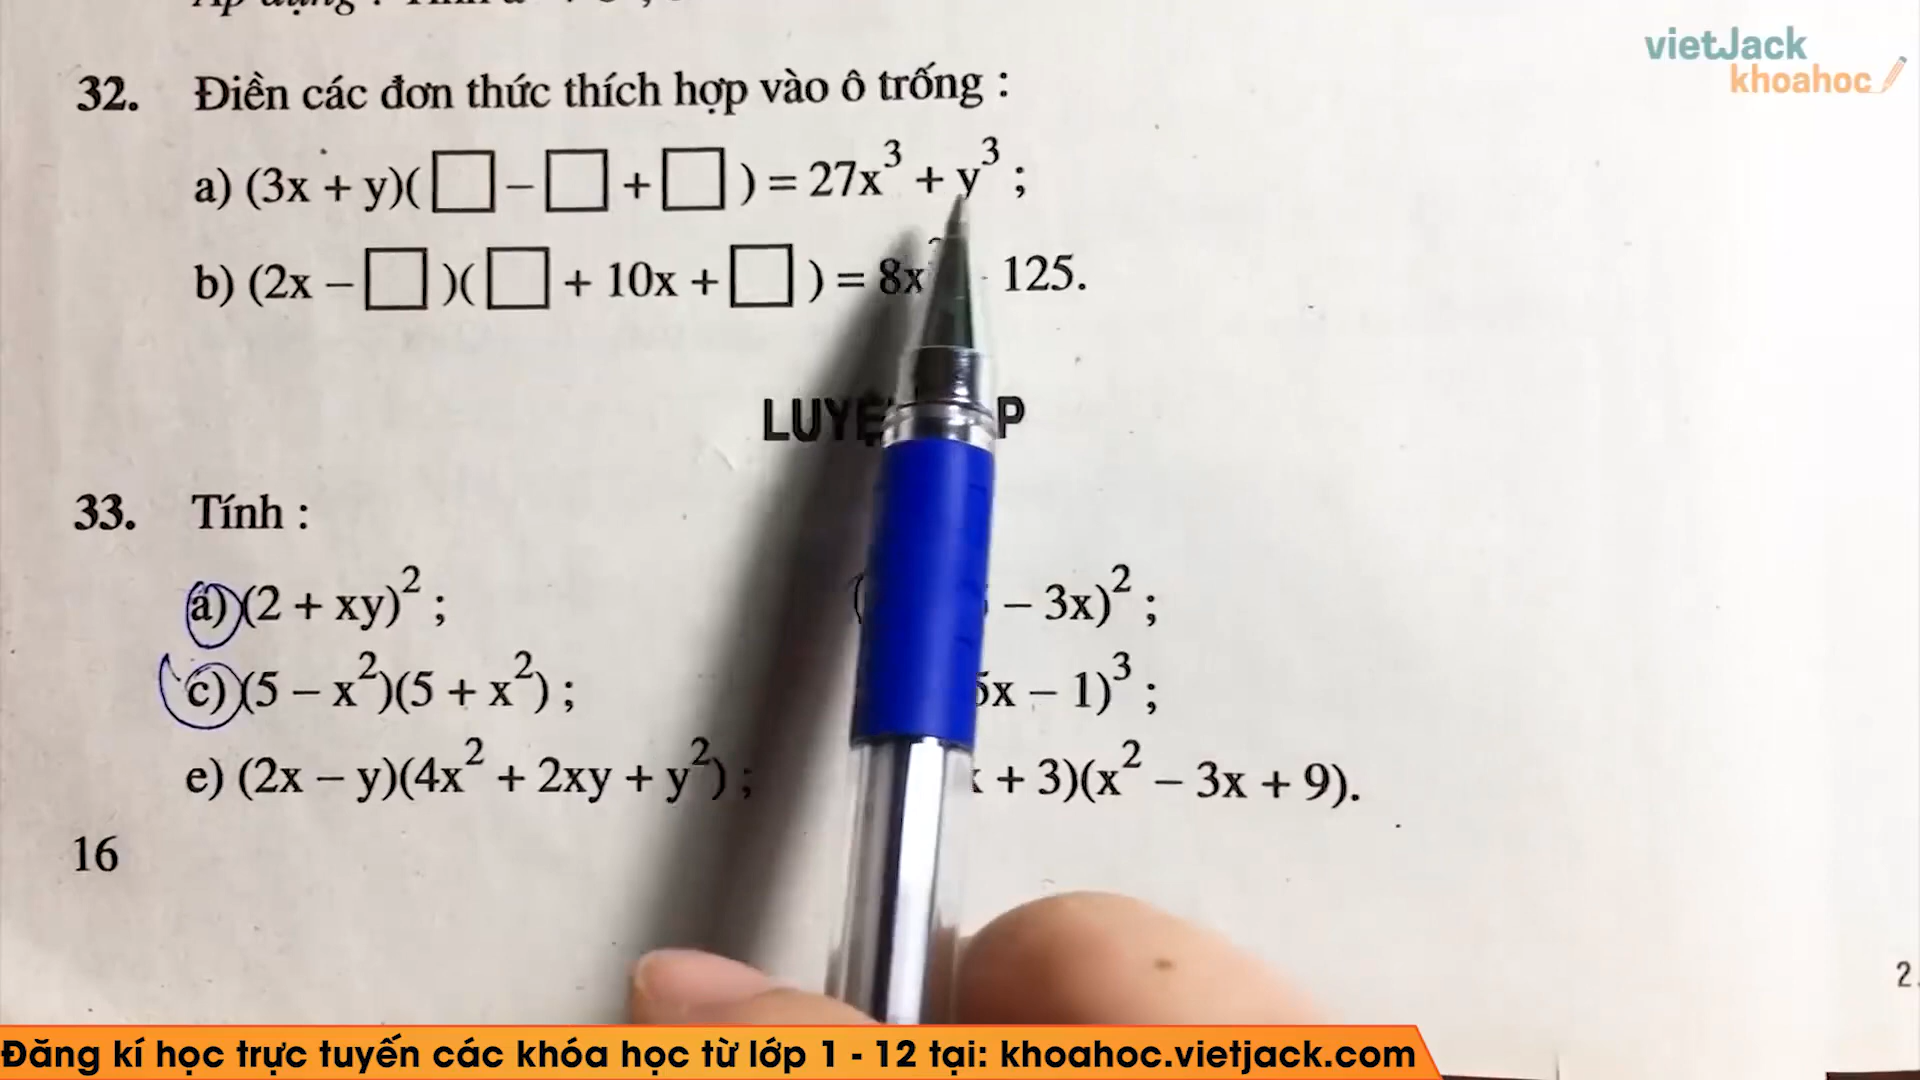 vietJack
khoahoc
32. Điền các đơn thức thích hợp vào ô trống :
a) (3x + y)(□ – □ + □ ) = 27x³ + y³ ;
b) (2x – □ )( □ + 10x + □ ) = 8x 125.
LUYỆ P
33. Tính :
a) (2 + xy)² ; – 3x)² ;
c) (5 – x²)(5 + x²) ; 5x – 1)³ ;
e) (2x – y)(4x² + 2xy + y²) ; + 3)(x² – 3x + 9).
16
2.
Đăng kí học trực tuyến các khóa học từ lớp 1 - 12 tại: khoahoc.vietjack.com